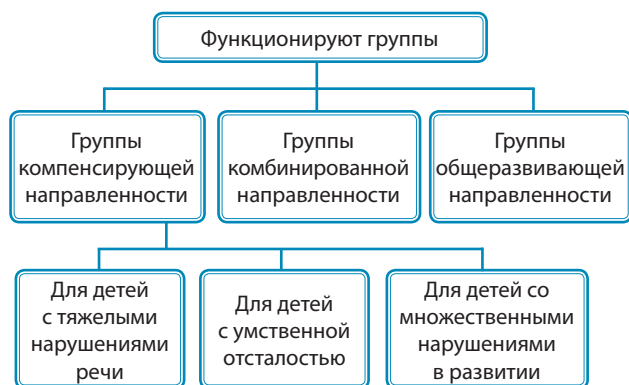 Функционируют группы
Группы
компенсирующей
направленности
Группы
комбинированной
направленности
Группы
общеразвивающей
направленности
Для детей
с тяжелыми
нарушениями
речи
Для детей
с умственной
отсталостью
Для детей со
множественными
нарушениями
в развитии